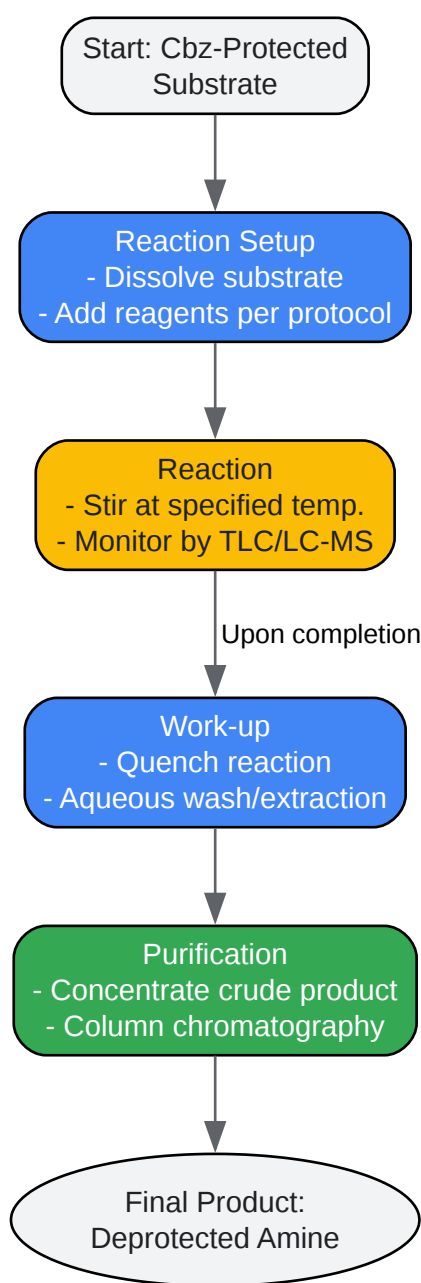 Start: Cbz-Protected
Substrate
Reaction Setup
- Dissolve substrate
- Add reagents per protocol
Reaction
- Stir at specified temp.
- Monitor by TLC/LC-MS
Upon completion
Work-up
- Quench reaction
- Aqueous wash/extraction
Purification
- Concentrate crude product
- Column chromatography
Final Product:
Deprotected Amine